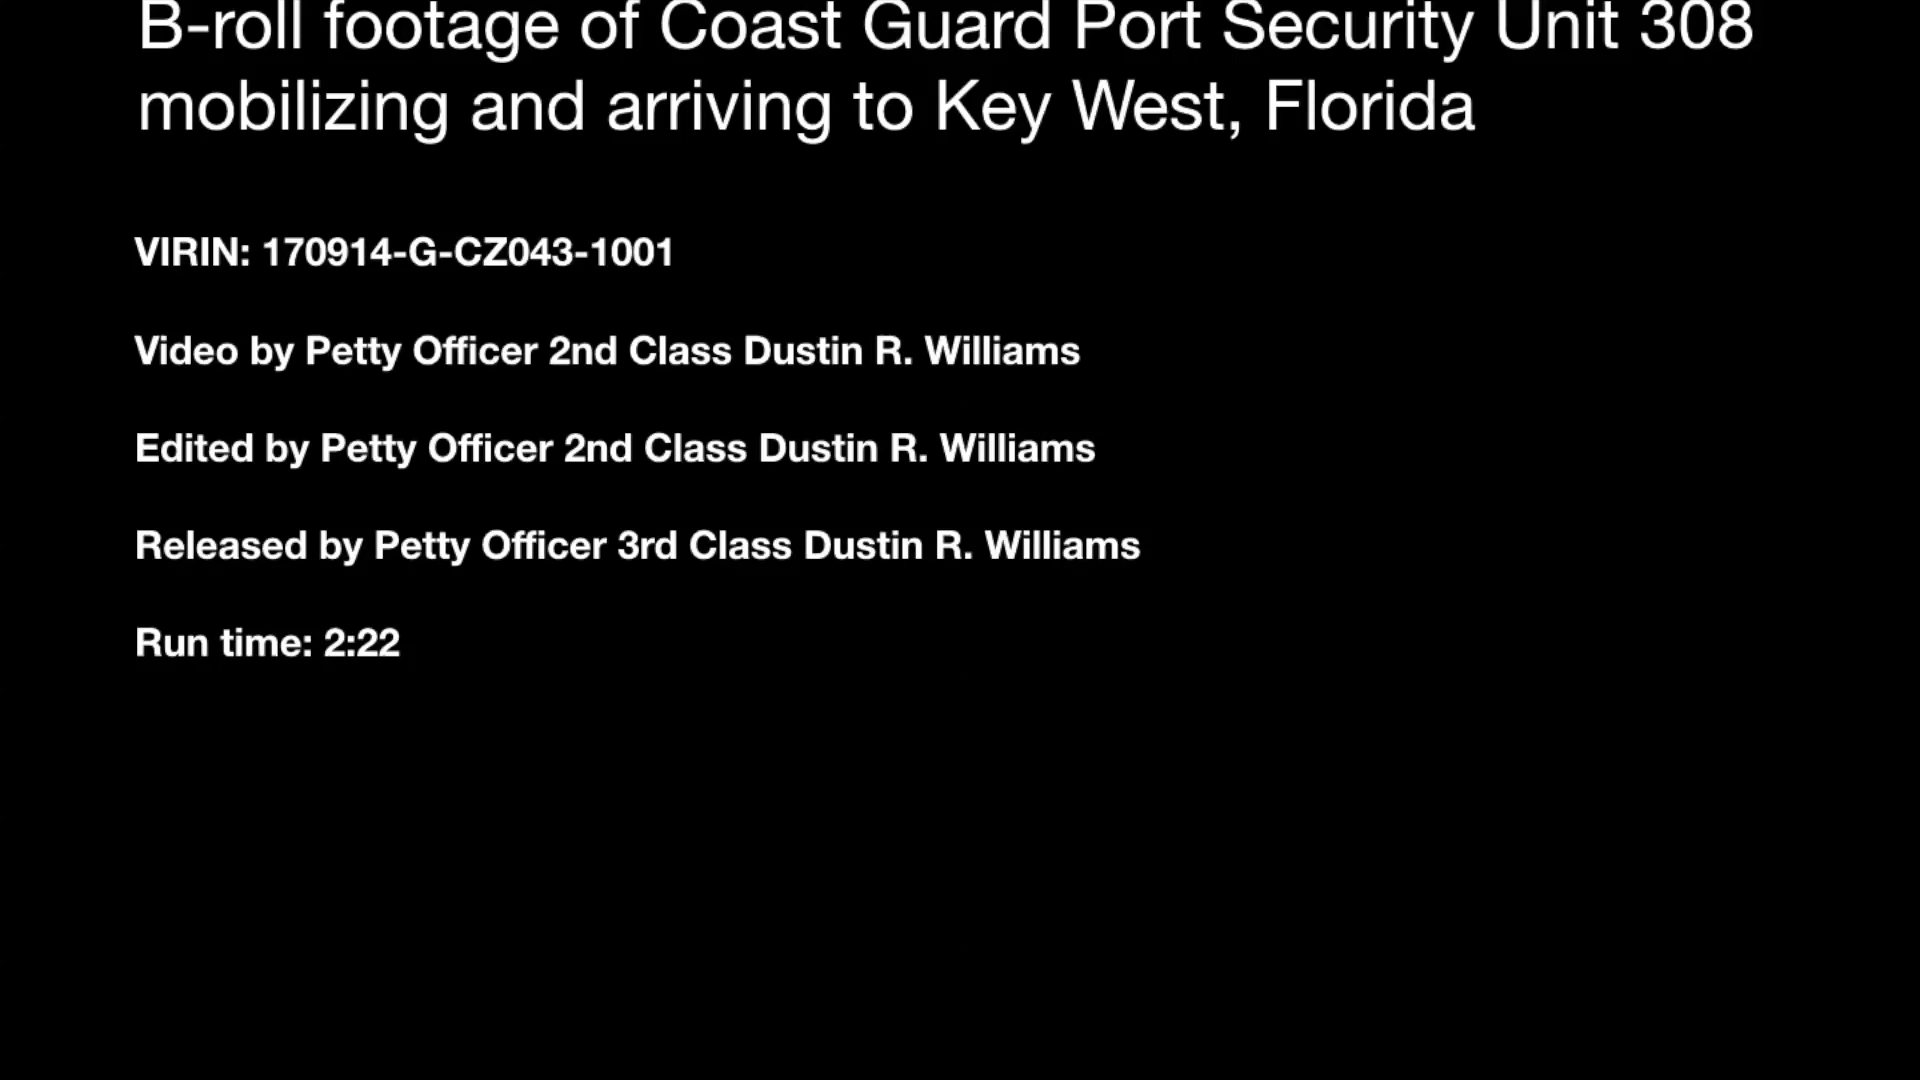 B-roll footage of Coast Guard Port Security Unit 308
mobilizing and arriving to Key West, Florida
VIRIN: 170914-G-CZ043-1001
Video by Petty Officer 2nd Class Dustin R. Williams
Edited by Petty Officer 2nd Class Dustin R. Williams
Released by Petty Officer 3rd Class Dustin R. Williams
Run time: 2:22